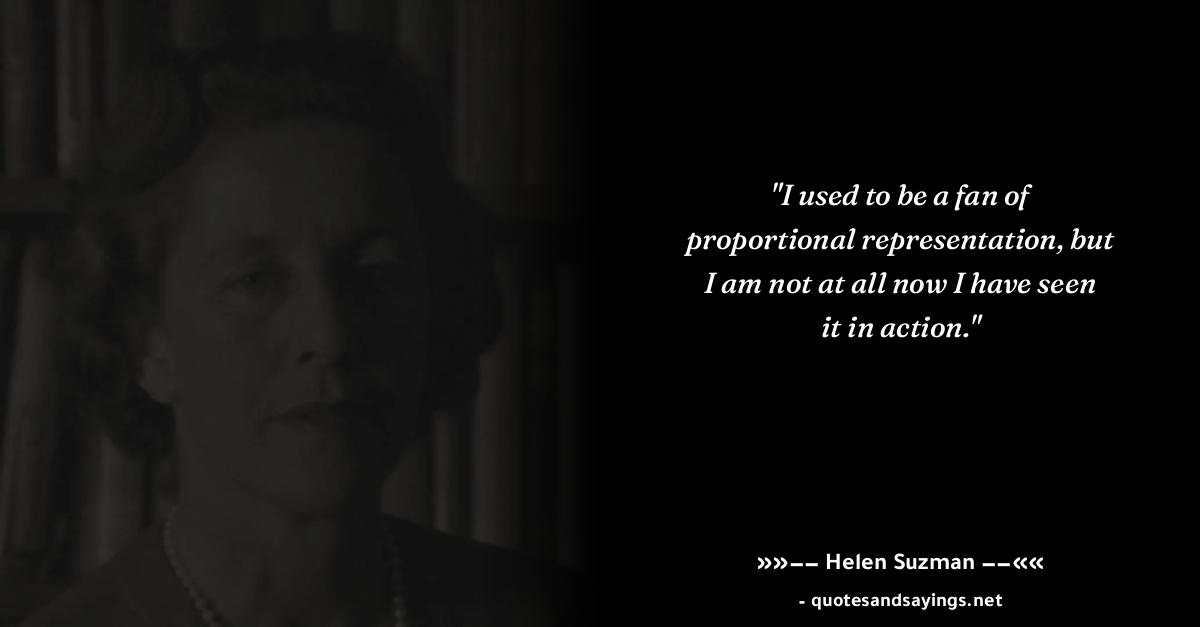 "I used to be a fan of
proportional representation, but
I am not at all now I have seen
it in action."
»»–– Helen Suzman ––««
- quotesandsayings.net